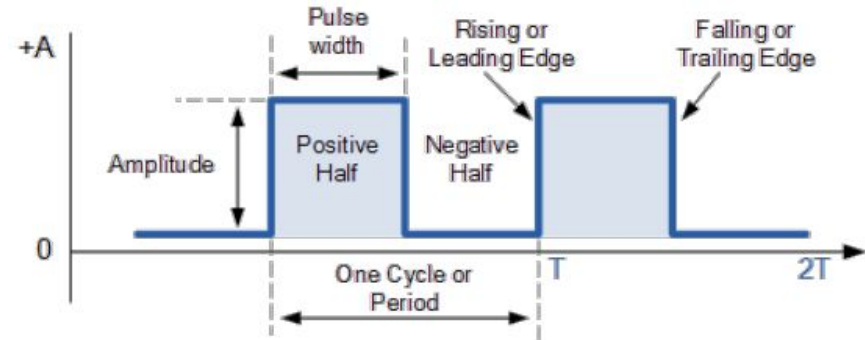 Pulse
width
+A
Rising or
Leading Edge
Falling or
Trailing Edge
Amplitude
Positive
Half
Negative
Half
0
One Cycle or
Period
T
2T